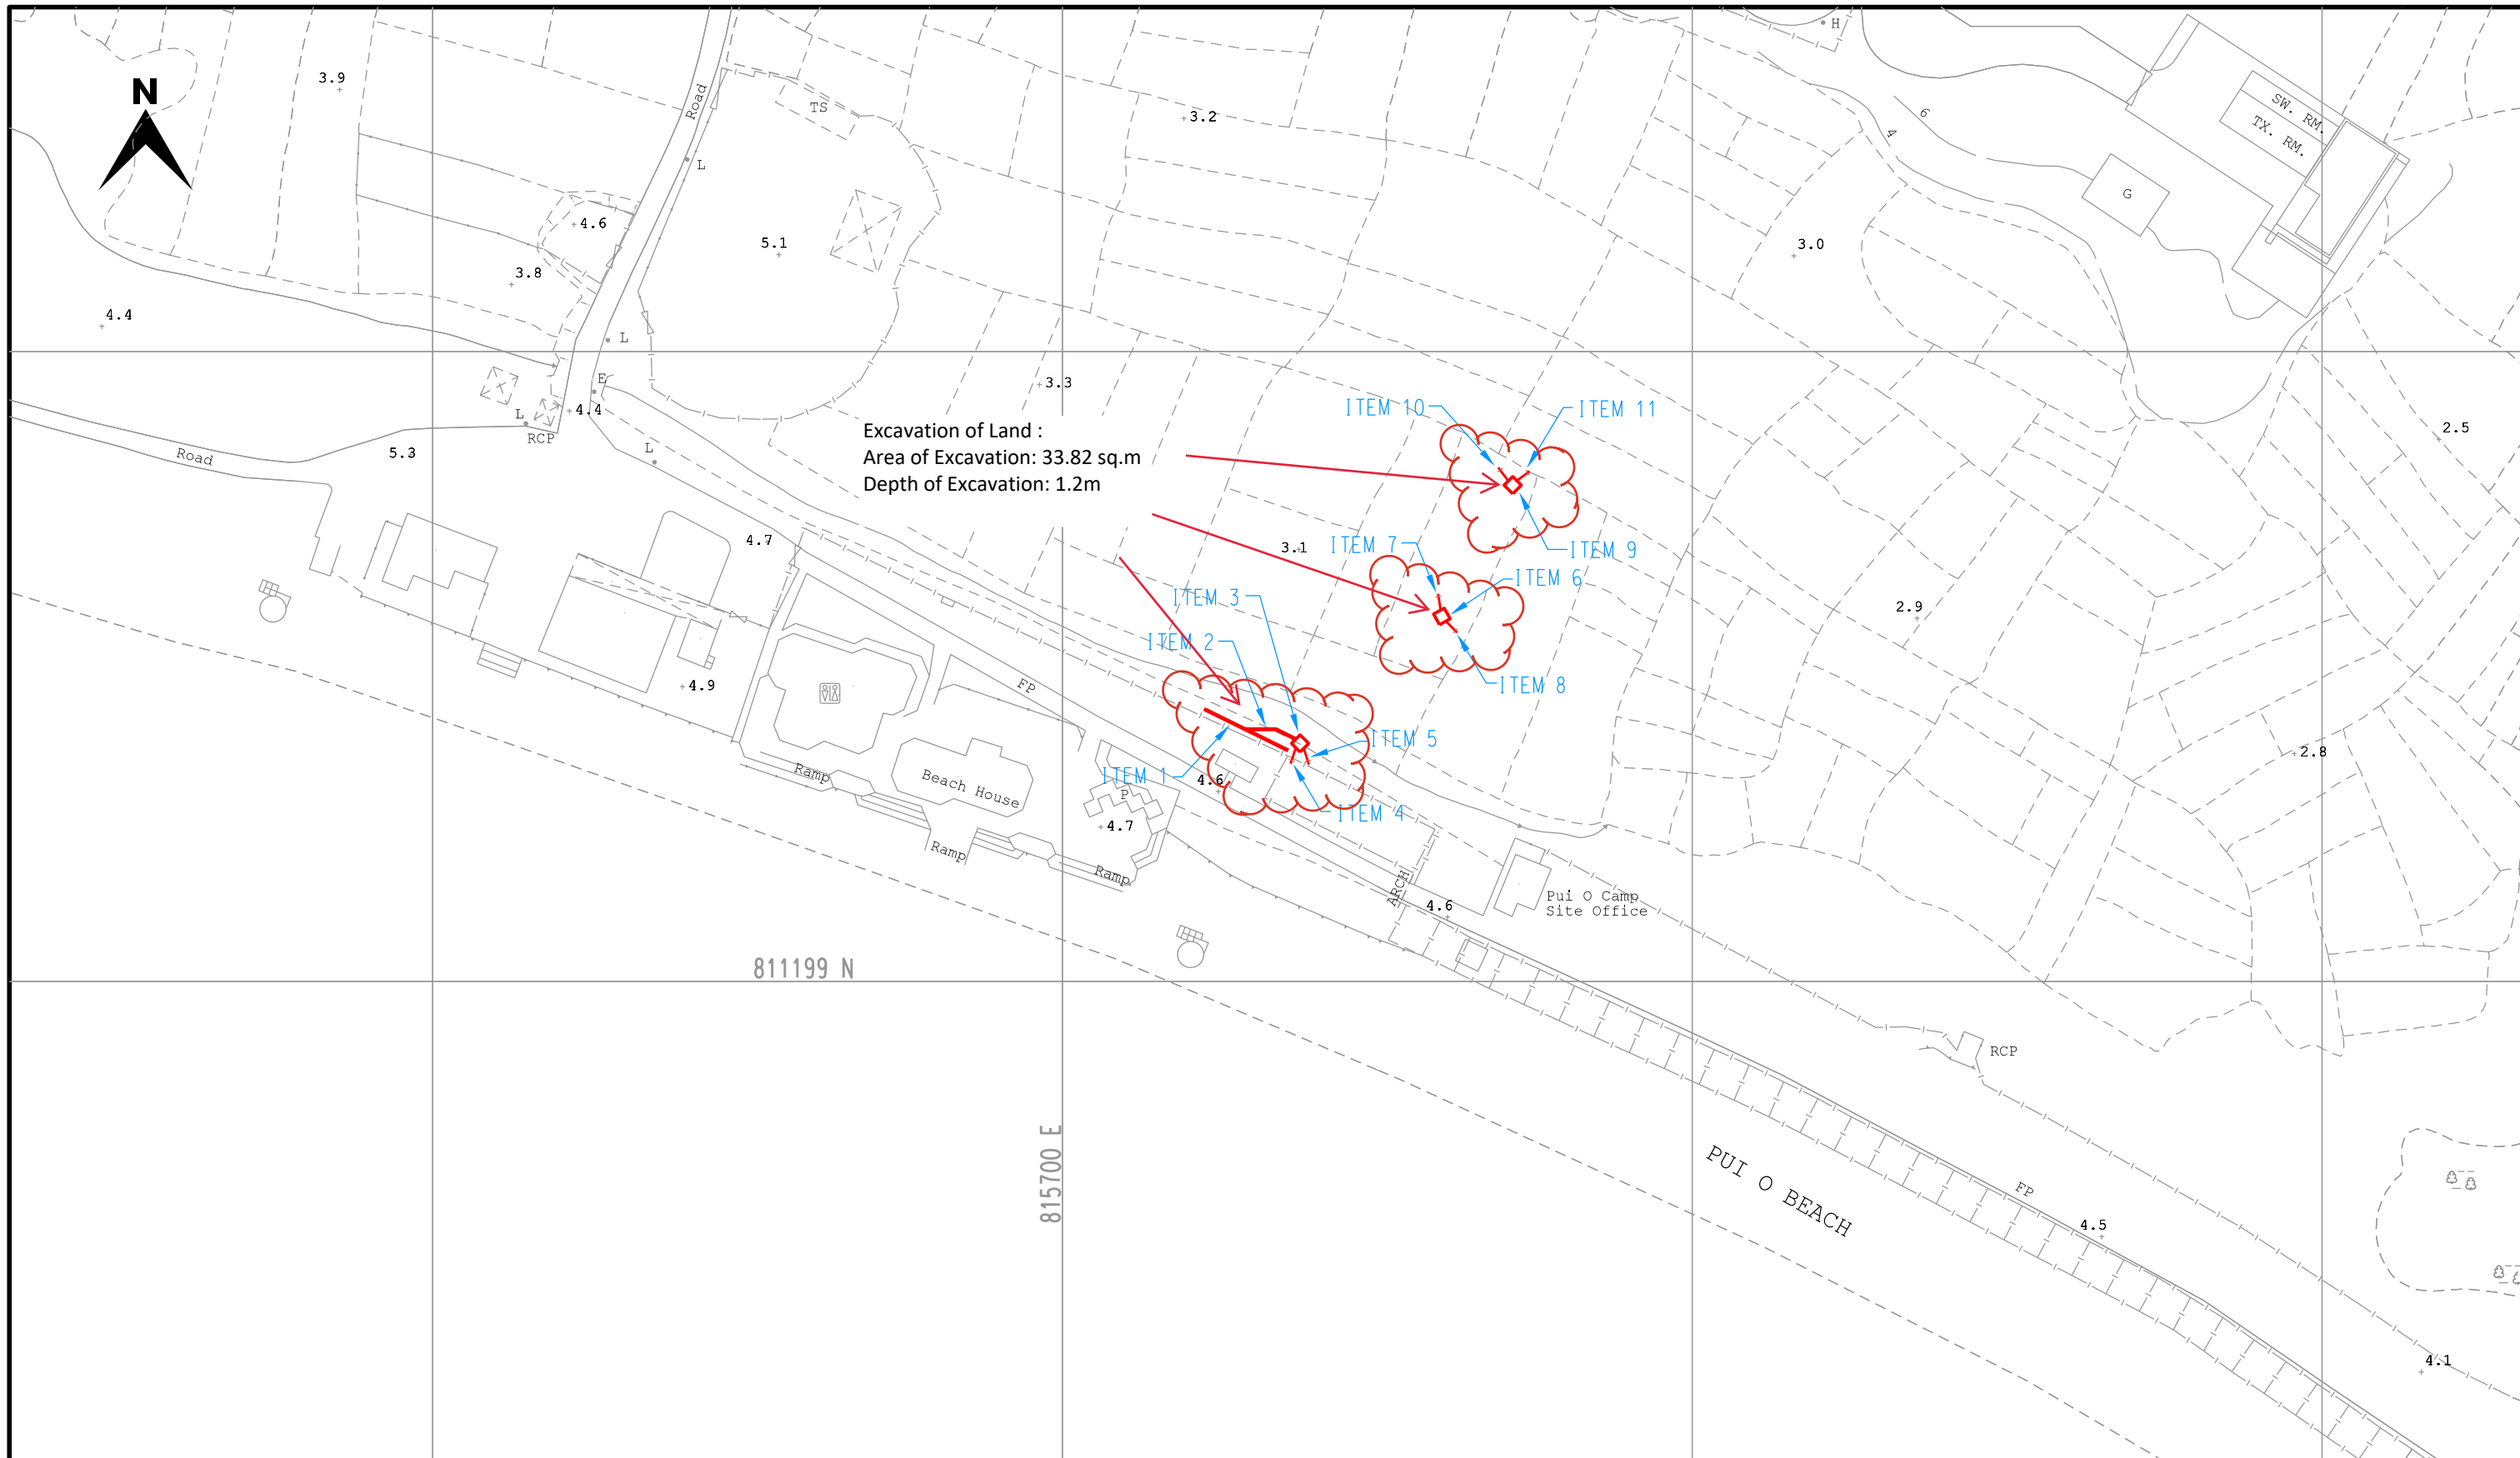 H
3.9
N
Road
TS
3.2
6
4
SW. RM.
TX. RM.
L
G
4.6
5.1
3.0
3.8
4.4
L
E
3.3
L
4.4
RCP
ITEM 10
ITEM 11
2.5
Excavation of Land :
Area of Excavation: 33.82 sq.m
Depth of Excavation: 1.2m
Road
5.3
L
4.7
3.1
ITEM 7
ITEM 9
ITEM 6
ITEM 3
2.9
ITEM 2
4.9
FP
ITEM 8
ITEM 5
2.8
Ramp
Beach House
ITEM 1
4.6
P
4.7
ITEM 4
Ramp
Ramp
ARCH
4.6
Pui O Camp
Site Office
811199 N
RCP
815700 E
PUI O BEACH
FP
4.5
4.1